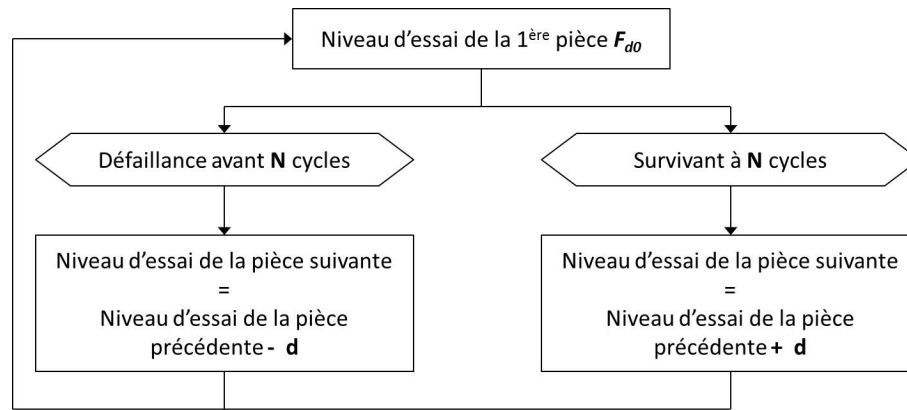 Niveau d'essai de la 1ère pièce Fd0
Défaillance avant N cycles
Survivant à N cycles
Niveau d'essai de la pièce suivante
=
Niveau d'essai de la pièce
précédente - d
Niveau d'essai de la pièce suivante
=
Niveau d'essai de la pièce
précédente + d